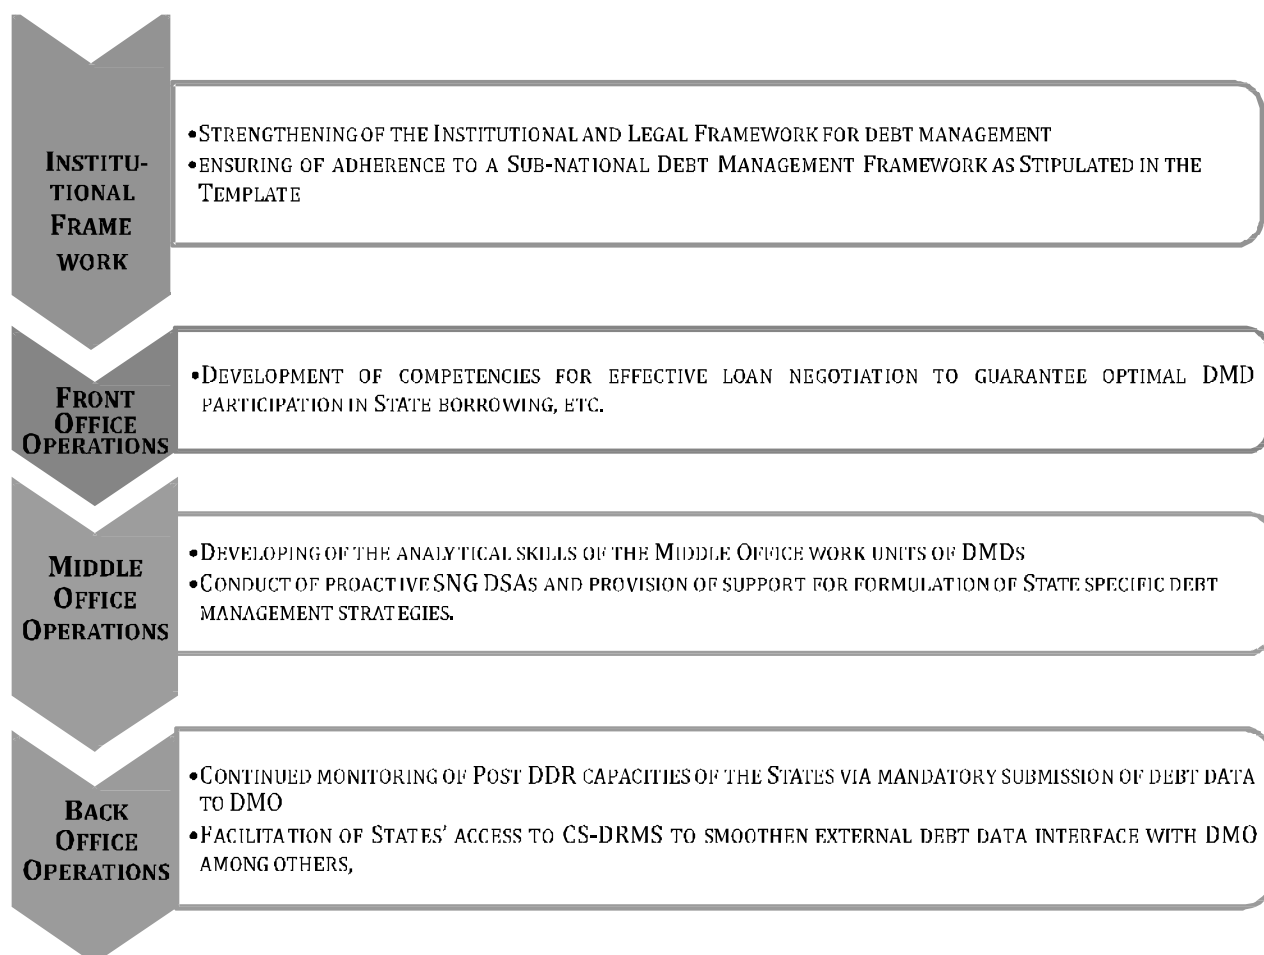 INSTITU-
TIONAL
FRAME
WORK
•STRENGTHENING OF THE INSTITUTIONAL AND LEGAL FRAMEWORK FOR DEBT MANAGEMENT
•ENSURING OF ADHERENCE TO A SUB-NATIONAL DEBT MANAGEMENT FRAMEWORK AS STIPULATED IN THE
TEMPLATE
FRONT
OFFICE
OPERATIONS
•DEVELOPMENT OF COMPETENCIES FOR EFFECTIVE LOAN NEGOTIATION TO GUARANTEE OPTIMAL DMD
PARTICIPATION IN STATE BORROWING, ETC.
MIDDLE
OFFICE
OPERATIONS
•DEVELOPING OF THE ANALYTICAL SKILLS OF THE MIDDLE OFFICE WORK UNITS OF DMDS
•CONDUCT OF PROACTIVE SNG DSAS AND PROVISION OF SUPPORT FOR FORMULATION OF STATE SPECIFIC DEBT
MANAGEMENT STRATEGIES.
BACK
OFFICE
OPERATIONS
•CONTINUED MONITORING OF POST DDR CAPACITIES OF THE STATES VIA MANDATORY SUBMISSION OF DEBT DATA
TO DMO
•FACILITATION OF STATES' ACCESS TO CS-DRMS TO SMOOTHEN EXTERNAL DEBT DATA INTERFACE WITH DMO
AMONG OTHERS,